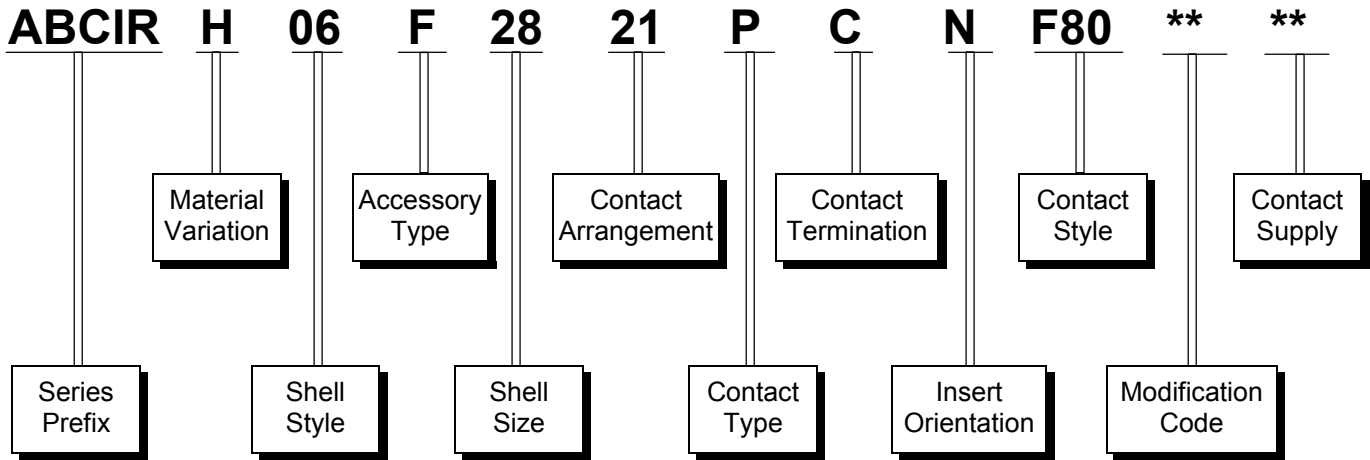 ABCIR H 06 F 28 21 P C N F80 ** **
Material
Variation
Accessory
Type
Contact
Arrangement
Contact
Termination
Contact
Style
Contact
Supply
Series
Prefix
Shell
Style
Shell
Size
Contact
Type
Insert
Orientation
Modification
Code